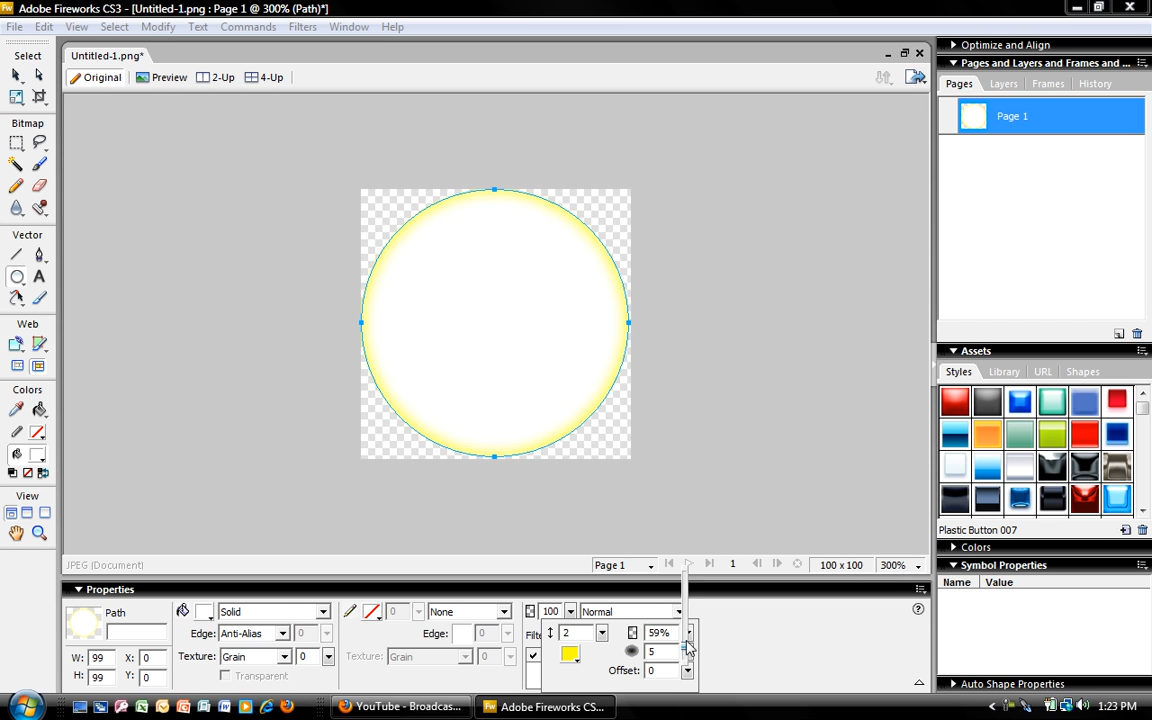 Fw Adobe Fireworks CS3 - [Untitled-1.png : Page 1 @ 300% (Path)*]
File Edit View Select Modify Text Commands Filters Window Help
Select
Bitmap
Vector
Web
Colors
View
Untitled-1.png*
Original Preview 2-Up 4-Up
JPEG (Document) Page 1 1 100 x 100 300%
Properties
Path
W: 99 X: 0
H: 99 Y: 0
Solid
Edge: Anti-Alias 0
Texture: Grain 0
Transparent
0 None
Edge: 0
Texture: Grain 0
100 Normal
2 59%
5
Offset: 0
Optimize and Align
Pages and Layers and Frames and ...
Pages Layers Frames History
Page 1
Assets
Styles Library URL Shapes
Plastic Button 007
Colors
Symbol Properties
Name Value
Auto Shape Properties
YouTube - Broadcas...
Fw Adobe Fireworks CS3...
1:23 PM